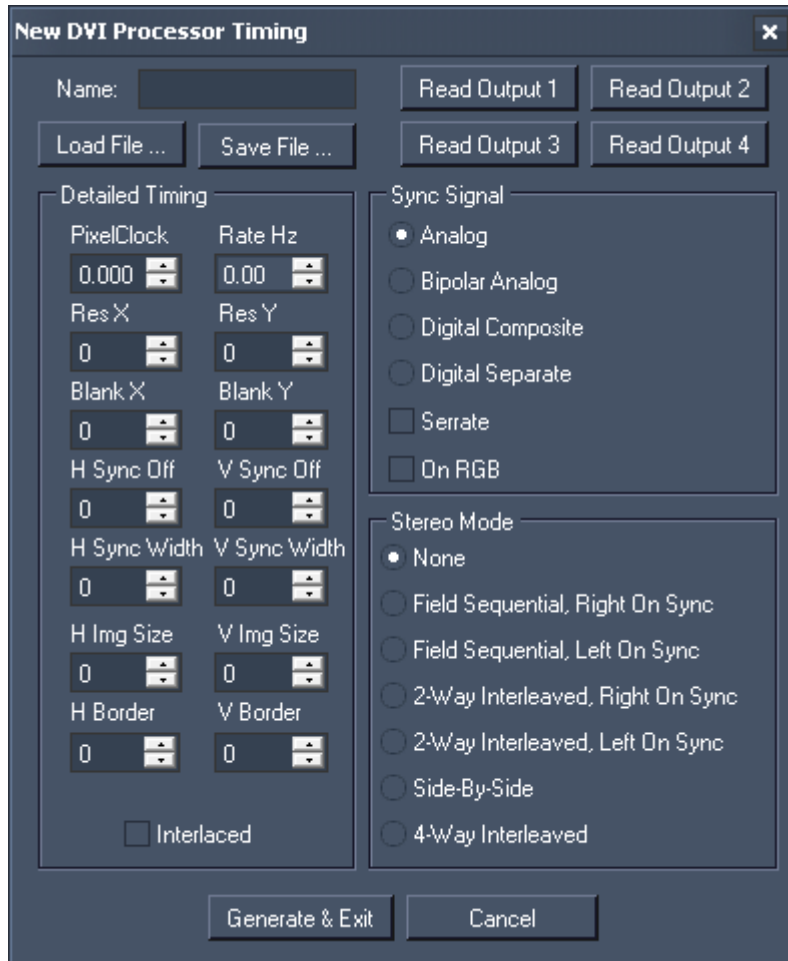 New DVI Processor Timing
Name:
Read Output 1
Read Output 2
Load File ...
Save File ...
Read Output 3
Read Output 4
Detailed Timing
PixelClock
Rate Hz
0.000
0.00
Res X
Res Y
0
0
Blank X
Blank Y
0
0
H Sync Off
V Sync Off
0
0
H Sync Width
V Sync Width
0
0
H Img Size
V Img Size
0
0
H Border
V Border
0
0
Interlaced
Sync Signal
Analog
Bipolar Analog
Digital Composite
Digital Separate
Serrate
On RGB
Stereo Mode
None
Field Sequential, Right On Sync
Field Sequential, Left On Sync
2-Way Interleaved, Right On Sync
2-Way Interleaved, Left On Sync
Side-By-Side
4-Way Interleaved
Generate & Exit
Cancel